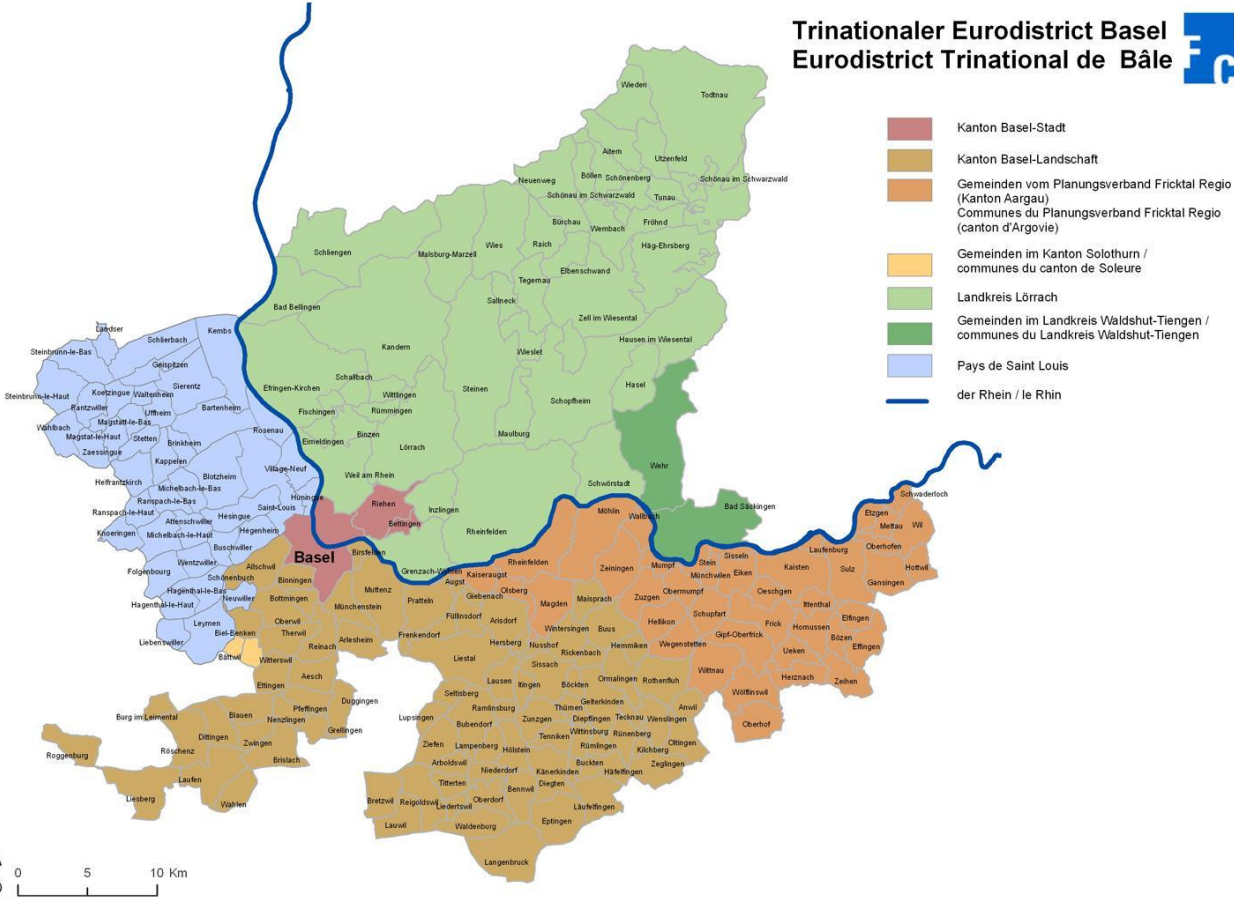 Trinationaler Eurodistrict Basel
Eurodistrict Trinational de Bâle
F
C
Kanton Basel-Stadt
Kanton Basel-Landschaft
Gemeinden vom Planungsverband Fricktal Regio
(Kanton Aargau)
Communes du Planungsverband Fricktal Regio
(canton d'Argovie)
Gemeinden im Kanton Solothurn /
communes du canton de Soleure
Landkreis Lörrach
Gemeinden im Landkreis Waldshut-Tiengen /
communes du Landkreis Waldshut-Tiengen
Pays de Saint Louis
der Rhein / le Rhin
Wieden
Todtnau
Aitern
Utzenfeld
Böllen
Schönenberg
Schönau im Schwarzwald
Neuenweg
Schönau im Schwarzwald
Tunau
Bürchau
Wembach
Fröhnd
Schliengen
Malsburg-Marzell
Wies
Raich
Häg-Ehrsberg
Elbenschwand
Tegernau
Sallneck
Bad Bellingen
Zell im Wiesental
Hausen im Wiesental
Kandern
Wieslet
Schallbach
Hasel
Efringen-Kirchen
Wittlingen
Steinen
Schopfheim
Fischingen
Rümmingen
Eimeldingen
Binzen
Maulburg
Lörrach
Wehr
Weil am Rhein
Schwörstadt
Inzlingen
Rheinfelden
Grenzach-Wyhlen
Bad Säckingen
Landser
Kembs
Schlierbach
Steinbrunn-le-Bas
Geispitzen
Sierentz
Steinbrunn-le-Haut
Koetzingue
Waltenheim
Rantzwiller
Uffheim
Bartenheim
Magstatt-le-Bas
Wahlbach
Magstat-le-Haut
Stetten
Brinkheim
Rosenau
Zaessingue
Kappelen
Village-Neuf
Helfrantzkirch
Blotzheim
Michelbach-le-Bas
Ranspach-le-Bas
Hüningue
Saint-Louis
Ranspach-le-Haut
Attenschwiller
Hésingue
Knoeringen
Michelbach-le-Haut
Hegenheim
Buschwiller
Folgenbourg
Wentzwiller
Hagenthal-le-Bas
Neuwiller
Hagenthal-le-Haut
Leymen
Liebenswiller
Riehen
Bettingen
Basel
Birsfelden
Allschwil
Schönenbuch
Binningen
Bottmingen
Münchenstein
Muttenz
Pratteln
Augst
Giebenach
Oberwil
Biel-Benken
Therwil
Reinach
Arlesheim
Bättwil
Witterswil
Aesch
Ettingen
Pfeffingen
Duggingen
Burg im Leimental
Blauen
Nenzlingen
Grellingen
Dittingen
Zwingen
Röschenz
Brislach
Roggenburg
Laufen
Liesberg
Wahlen
Frenkendorf
Füllinsdorf
Arisdorf
Wintersingen
Maisprach
Buus
Hersberg
Nusshof
Rickenbach
Hemmiken
Liestal
Sissach
Lausen
Itingen
Böckten
Ormalingen
Rothenfluh
Seltisberg
Gelterkinden
Ramlinsburg
Thürnen
Anwil
Lupsingen
Bubendorf
Zunzgen
Diepflingen
Tecknau
Wenslingen
Wittinsburg
Rünenberg
Tenniken
Oltingen
Ziefen
Lampenberg
Hölstein
Rümlingen
Kilchberg
Arboldswil
Buckten
Zeglingen
Niederdorf
Känerkinden
Häfelfingen
Titterten
Diegten
Bennwil
Bretzwil
Reigoldswil
Liedertswil
Oberdorf
Läufelfingen
Lauwil
Waldenburg
Eptingen
Langenbruck
Möhlin
Wallbach
Rheinfelden
Kaiseraugst
Olsberg
Magden
Zeiningen
Mumpf
Stein
Sisseln
Münchwilen
Eiken
Kaisten
Laufenburg
Sulz
Schwaderloch
Etzgen
Mettau
Wil
Oberhofen
Hottwil
Gansingen
Zuzgen
Obermumpf
Oeschgen
Ittenthal
Schupfart
Hellikon
Frick
Elfingen
Hornussen
Gipf-Oberfrick
Bözen
Effingen
Wegenstetten
Ueken
Wittnau
Herznach
Zeihen
Wölflinswil
Oberhof
0 5 10 Km